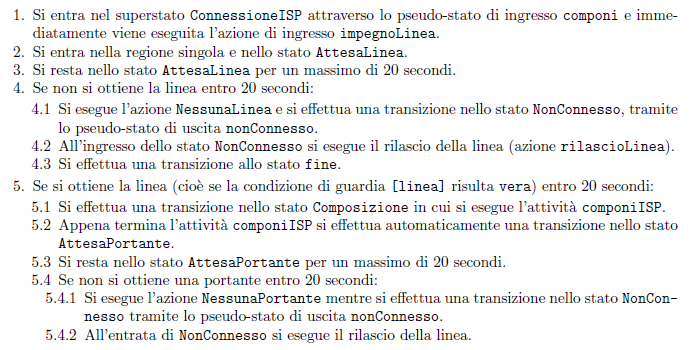 1. Si entra nel superstato ConnessioneISP attraverso lo pseudo-stato di ingresso componi e imme-
diatamente viene eseguita l'azione di ingresso impegnoLinea.
2. Si entra nella regione singola e nello stato AttesaLinea.
3. Si resta nello stato AttesaLinea per un massimo di 20 secondi.
4. Se non si ottiene la linea entro 20 secondi:
4.1 Si esegue l'azione NessunaLinea e si effettua una transizione nello stato NonConnesso, tramite
lo pseudo-stato di uscita nonConnesso.
4.2 All'ingresso dello stato NonConnesso si esegue il rilascio della linea (azione rilascioLinea).
4.3 Si effettua una transizione allo stato fine.
5. Se si ottiene la linea (cioè se la condizione di guardia [linea] risulta vera) entro 20 secondi:
5.1 Si effettua una transizione nello stato Composizione in cui si esegue l'attività componiISP.
5.2 Appena termina l'attività componiISP si effettua automaticamente una transizione nello stato
AttesaPortante.
5.3 Si resta nello stato AttesaPortante per un massimo di 20 secondi.
5.4 Se non si ottiene una portante entro 20 secondi:
5.4.1 Si esegue l'azione NessunaPortante mentre si effettua una transizione nello stato NonCon-
nesso tramite lo pseudo-stato di uscita nonConnesso.
5.4.2 All'entrata di NonConnesso si esegue il rilascio della linea.